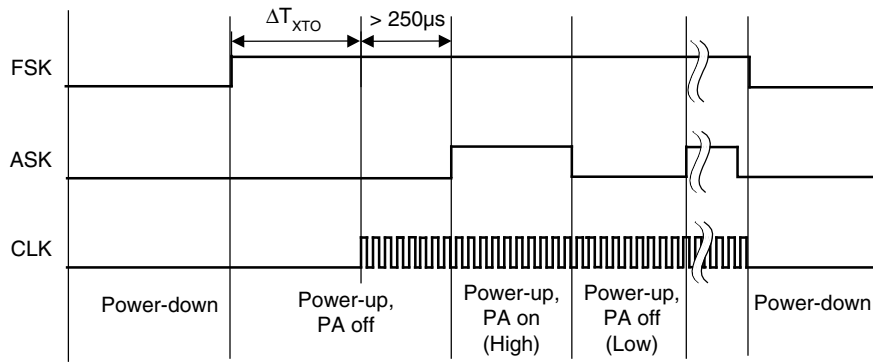 ΔT_XTO
> 250µs
FSK
ASK
CLK
Power-down
Power-up,
PA off
Power-up,
PA on
(High)
Power-up,
PA off
(Low)
Power-down